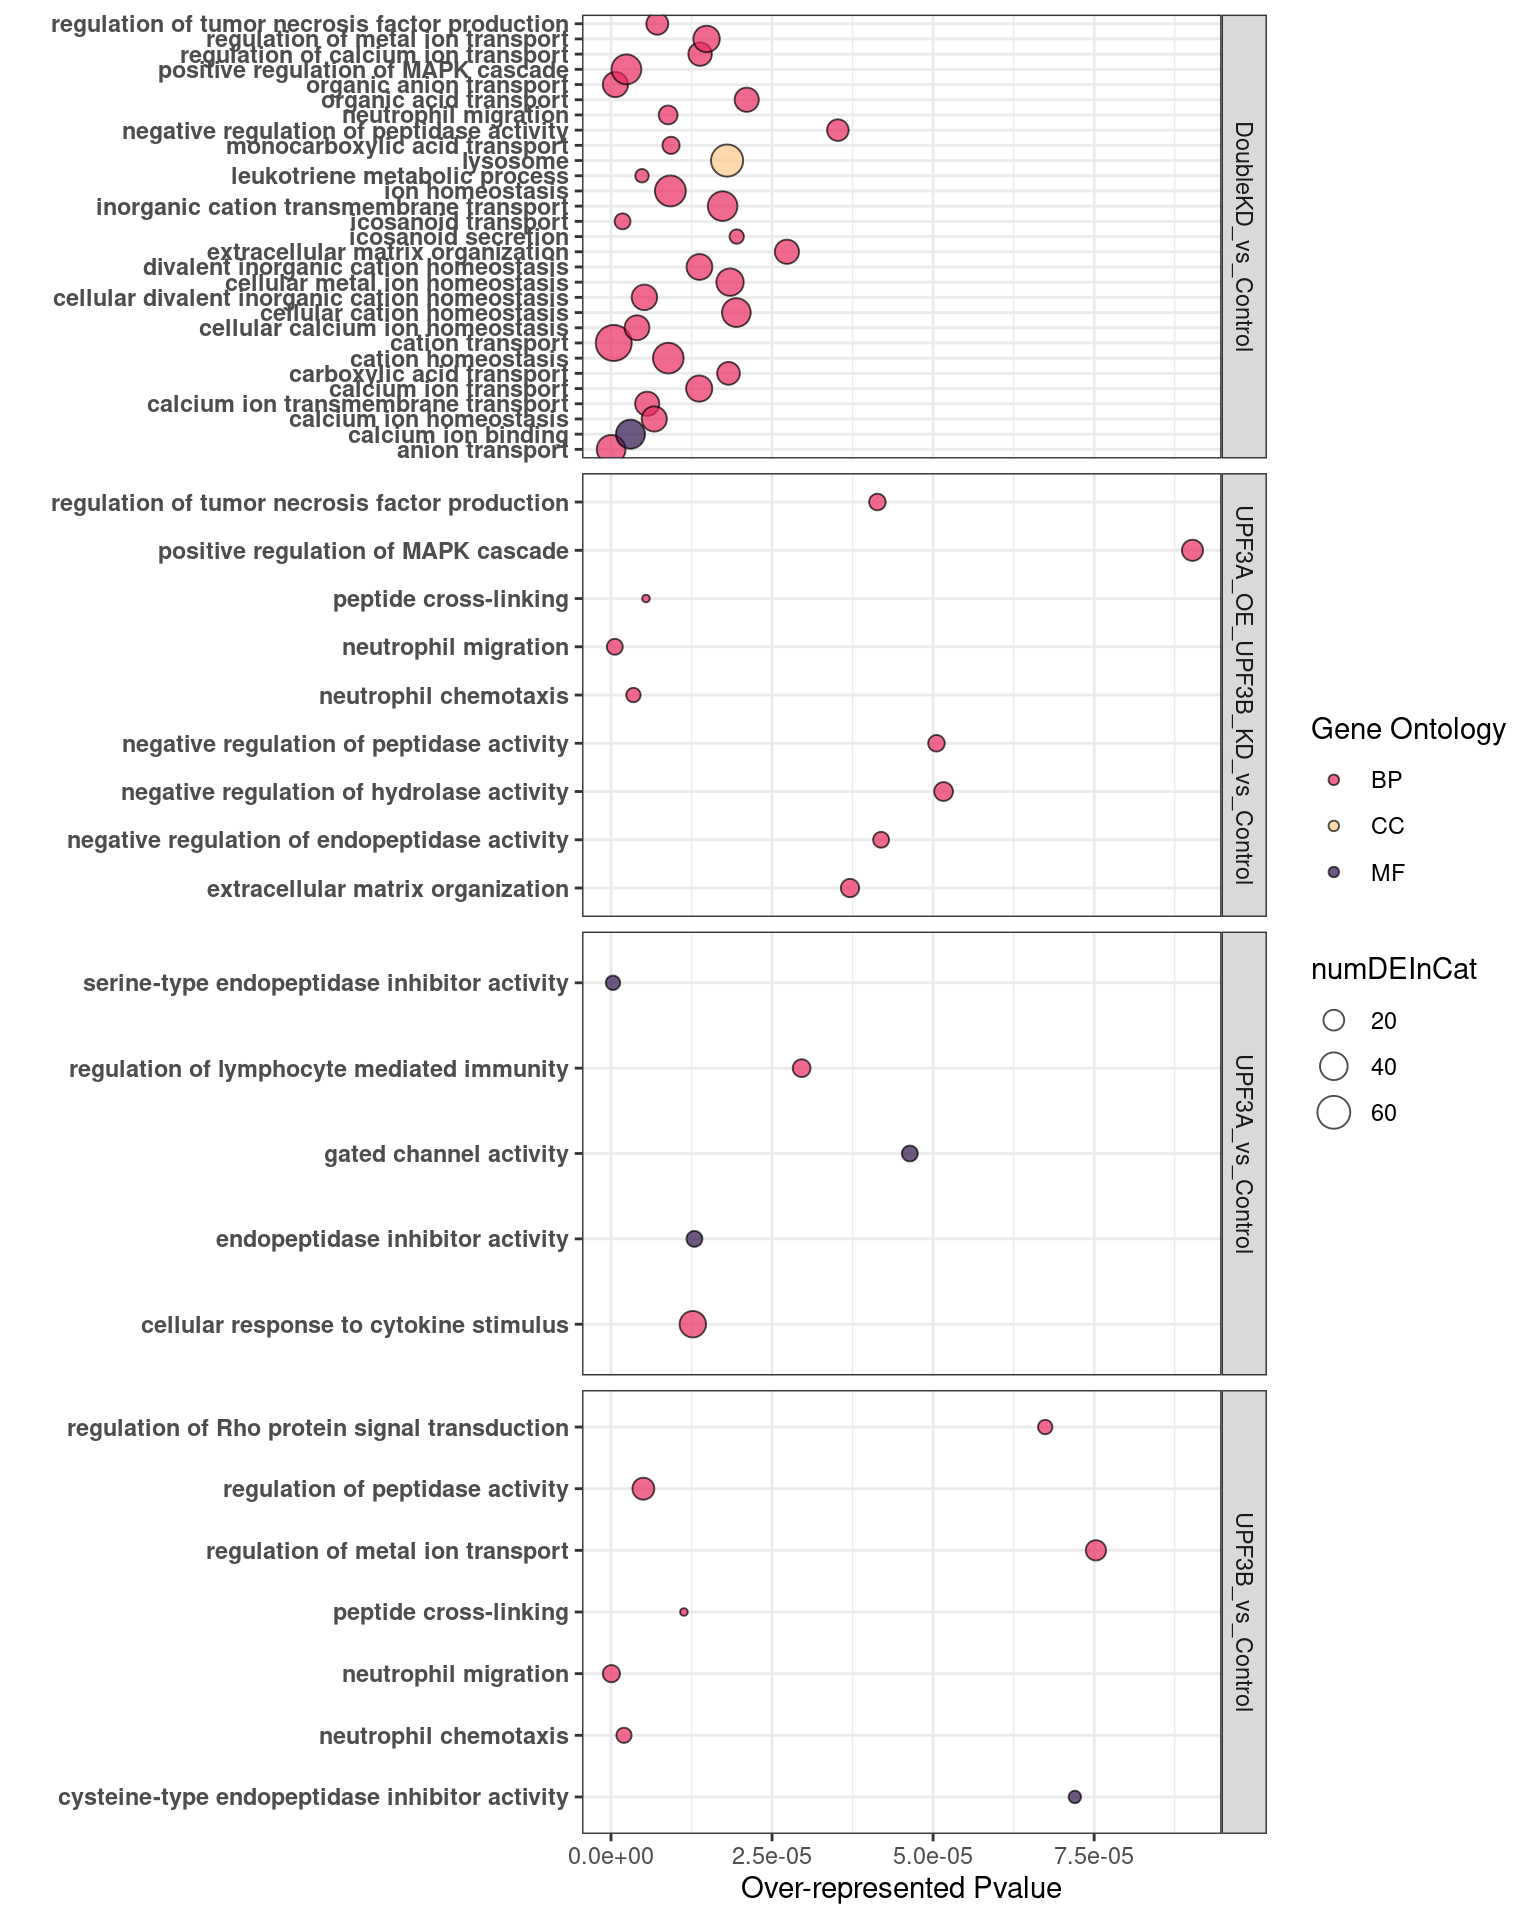 regulation of tumor necrosis factor production
regulation of metal ion transport
regulation of calcium ion transport
positive regulation of MAPK cascade
organic anion transport
organic acid transport
neutrophil migration
negative regulation of peptidase activity
monocarboxylic acid transport
lysosome
leukotriene metabolic process
ion homeostasis
inorganic cation transmembrane transport
icosanoid transport
icosanoid secretion
extracellular matrix organization
divalent inorganic cation homeostasis
cellular metal ion homeostasis
cellular divalent inorganic cation homeostasis
cellular cation homeostasis
cellular calcium ion homeostasis
cation transport
cation homeostasis
carboxylic acid transport
calcium ion transport
calcium ion transmembrane transport
calcium ion homeostasis
calcium ion binding
anion transport
DoubleKD_vs_Control
regulation of tumor necrosis factor production
positive regulation of MAPK cascade
peptide cross-linking
neutrophil migration
neutrophil chemotaxis
negative regulation of peptidase activity
negative regulation of hydrolase activity
negative regulation of endopeptidase activity
extracellular matrix organization
UPF3A_OE_UPF3B_KD_vs_Control
serine-type endopeptidase inhibitor activity
regulation of lymphocyte mediated immunity
gated channel activity
endopeptidase inhibitor activity
cellular response to cytokine stimulus
UPF3A_vs_Control
regulation of Rho protein signal transduction
regulation of peptidase activity
regulation of metal ion transport
peptide cross-linking
neutrophil migration
neutrophil chemotaxis
cysteine-type endopeptidase inhibitor activity
UPF3B_vs_Control
0.0e+00 2.5e-05 5.0e-05 7.5e-05
Over-represented Pvalue
Gene Ontology
BP
CC
MF
numDEInCat
20
40
60